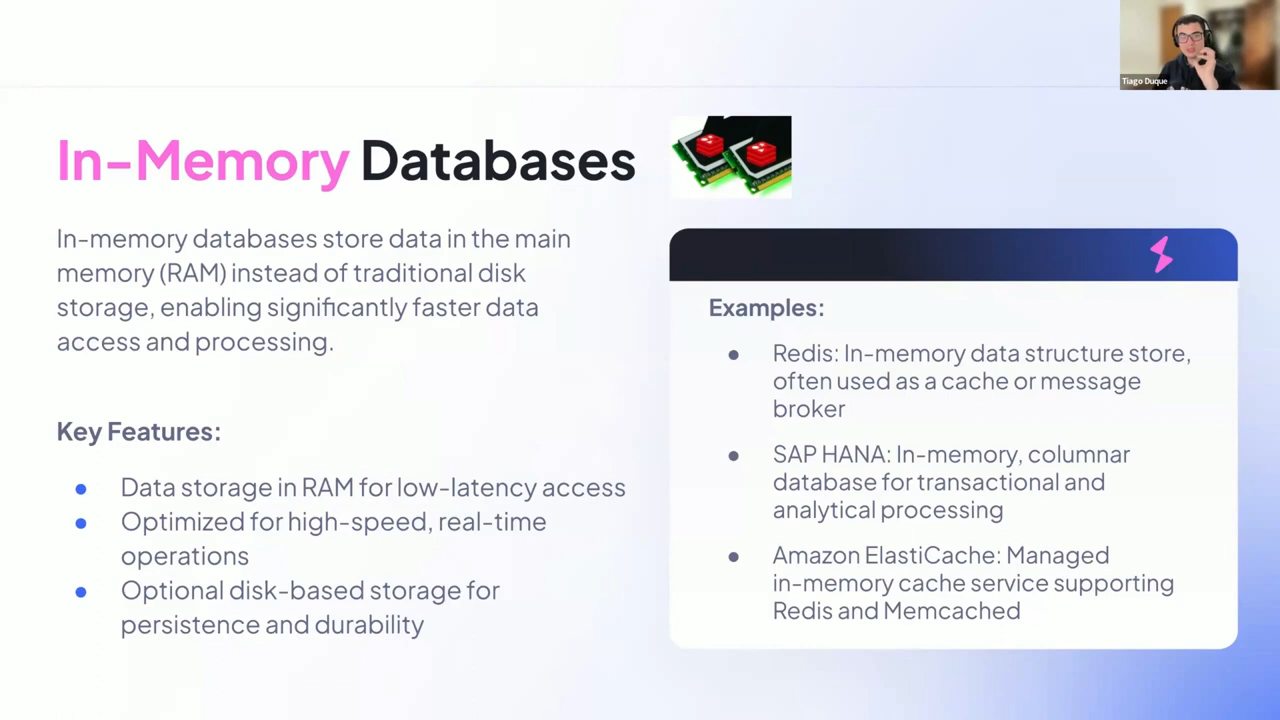 Tiago Duque
In-Memory Databases
In-memory databases store data in the main
memory (RAM) instead of traditional disk
storage, enabling significantly faster data
access and processing.
Key Features:
● Data storage in RAM for low-latency access
● Optimized for high-speed, real-time
operations
● Optional disk-based storage for
persistence and durability
Examples:
● Redis: In-memory data structure store,
often used as a cache or message
broker
● SAP HANA: In-memory, columnar
database for transactional and
analytical processing
● Amazon ElastiCache: Managed
in-memory cache service supporting
Redis and Memcached